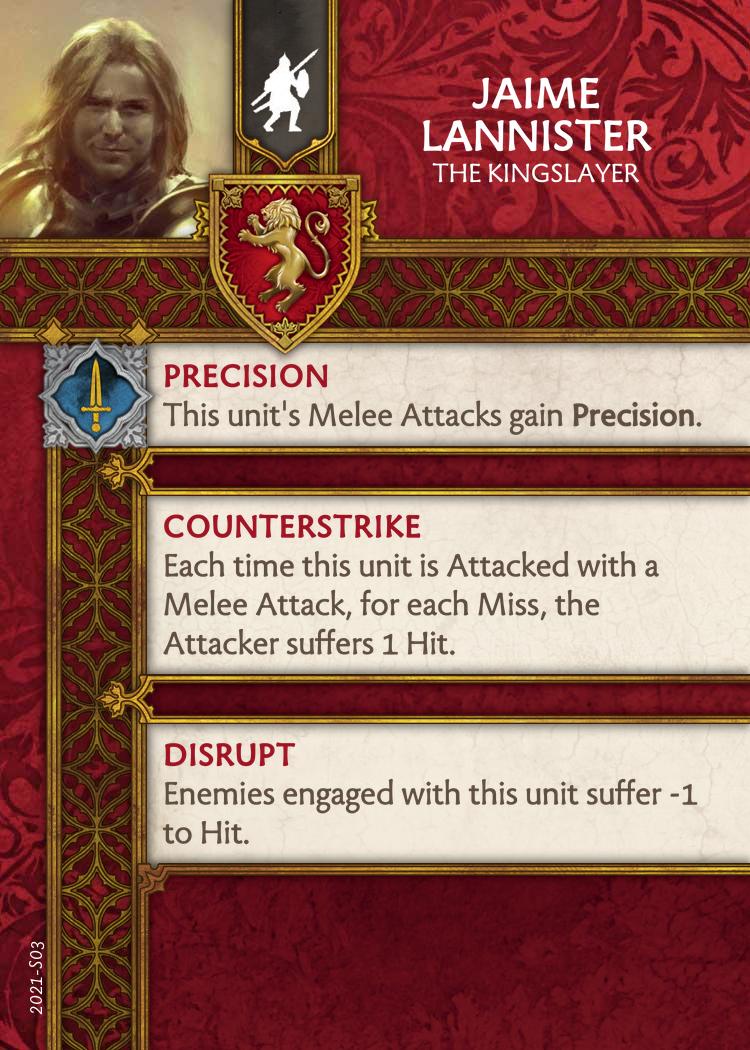 JAIME
LANNISTER
THE KINGSLAYER
PRECISION
This unit's Melee Attacks gain Precision.
COUNTERSTRIKE
Each time this unit is Attacked with a
Melee Attack, for each Miss, the
Attacker suffers 1 Hit.
DISRUPT
Enemies engaged with this unit suffer -1
to Hit.
2021-S03